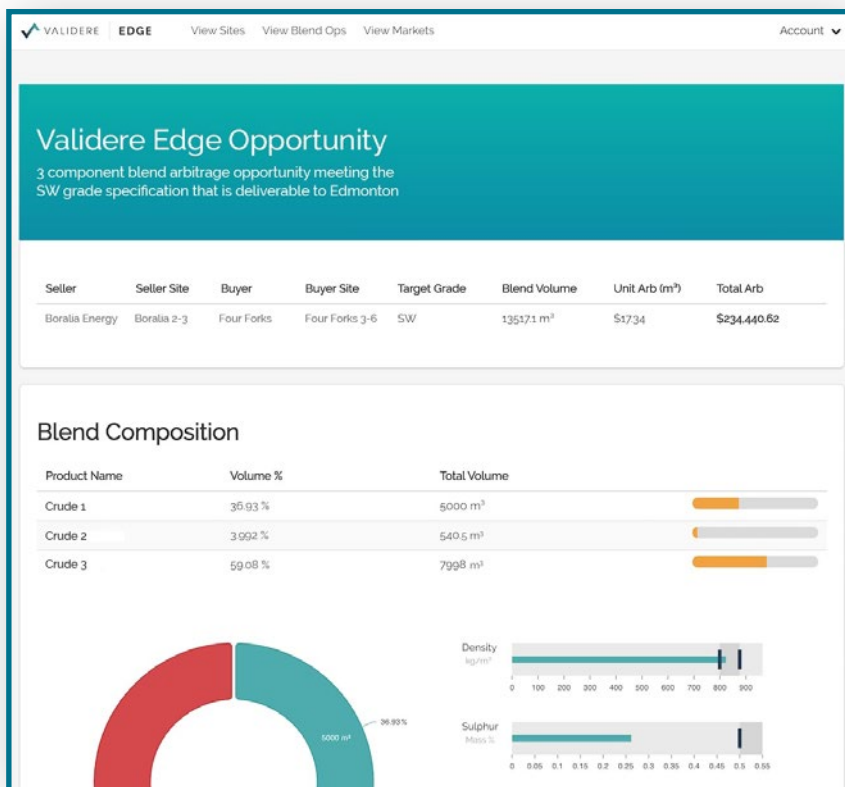 VALIDERE EDGE View Sites View Blend Ops View Markets Account
Validere Edge Opportunity
3 component blend arbitrage opportunity meeting the
SW grade specification that is deliverable to Edmonton
Seller Seller Site Buyer Buyer Site Target Grade Blend Volume Unit Arb (m³) Total Arb
Boralia Energy Boralia 2-3 Four Forks Four Forks 3-6 SW 13517.1 m³ $17.34 $234,440.62
Blend Composition
Product Name Volume % Total Volume
Crude 1 36.93 % 5000 m³
Crude 2 3.992 % 540.5 m³
Crude 3 59.08 % 7998 m³
Density
kg/m³
0 100 200 300 400 500 600 700 800 900
36.93%
5000 m³
Sulphur
Mass %
0 0.05 0.1 0.15 0.2 0.25 0.3 0.35 0.4 0.45 0.5 0.55